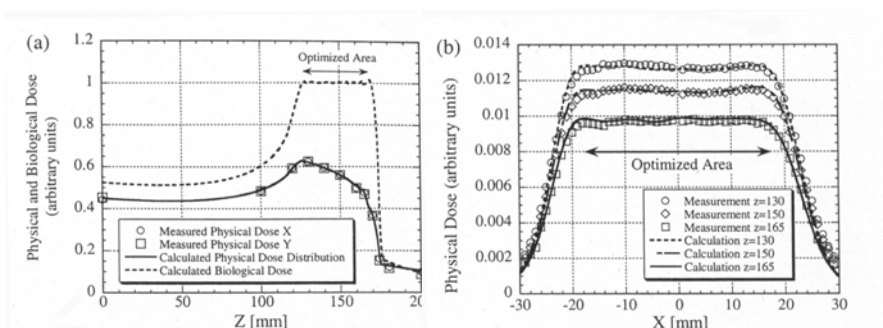 (a)
Physical and Biological Dose
(arbitrary units)
1.2
1
0.8
0.6
0.4
0.2
0
Optimized Area
Measured Physical Dose X
Measured Physical Dose Y
Calculated Physical Dose Distribution
Calculated Biological Dose
0 50 100 150 200
Z [mm]
(b)
Physical Dose (arbitrary units)
0.014
0.012
0.01
0.008
0.006
0.004
0.002
Optimized Area
Measurement z=130
Measurement z=150
Measurement z=165
Calculation z=130
Calculation z=150
Calculation z=165
-30 -20 -10 0 10 20 30
X [mm]